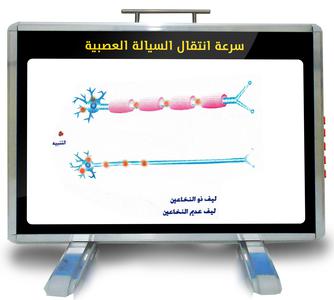 سرعة انتقال السيالة العصبية
التنبيه
ليف ذو النخاعين
ليف عديم النخاعين